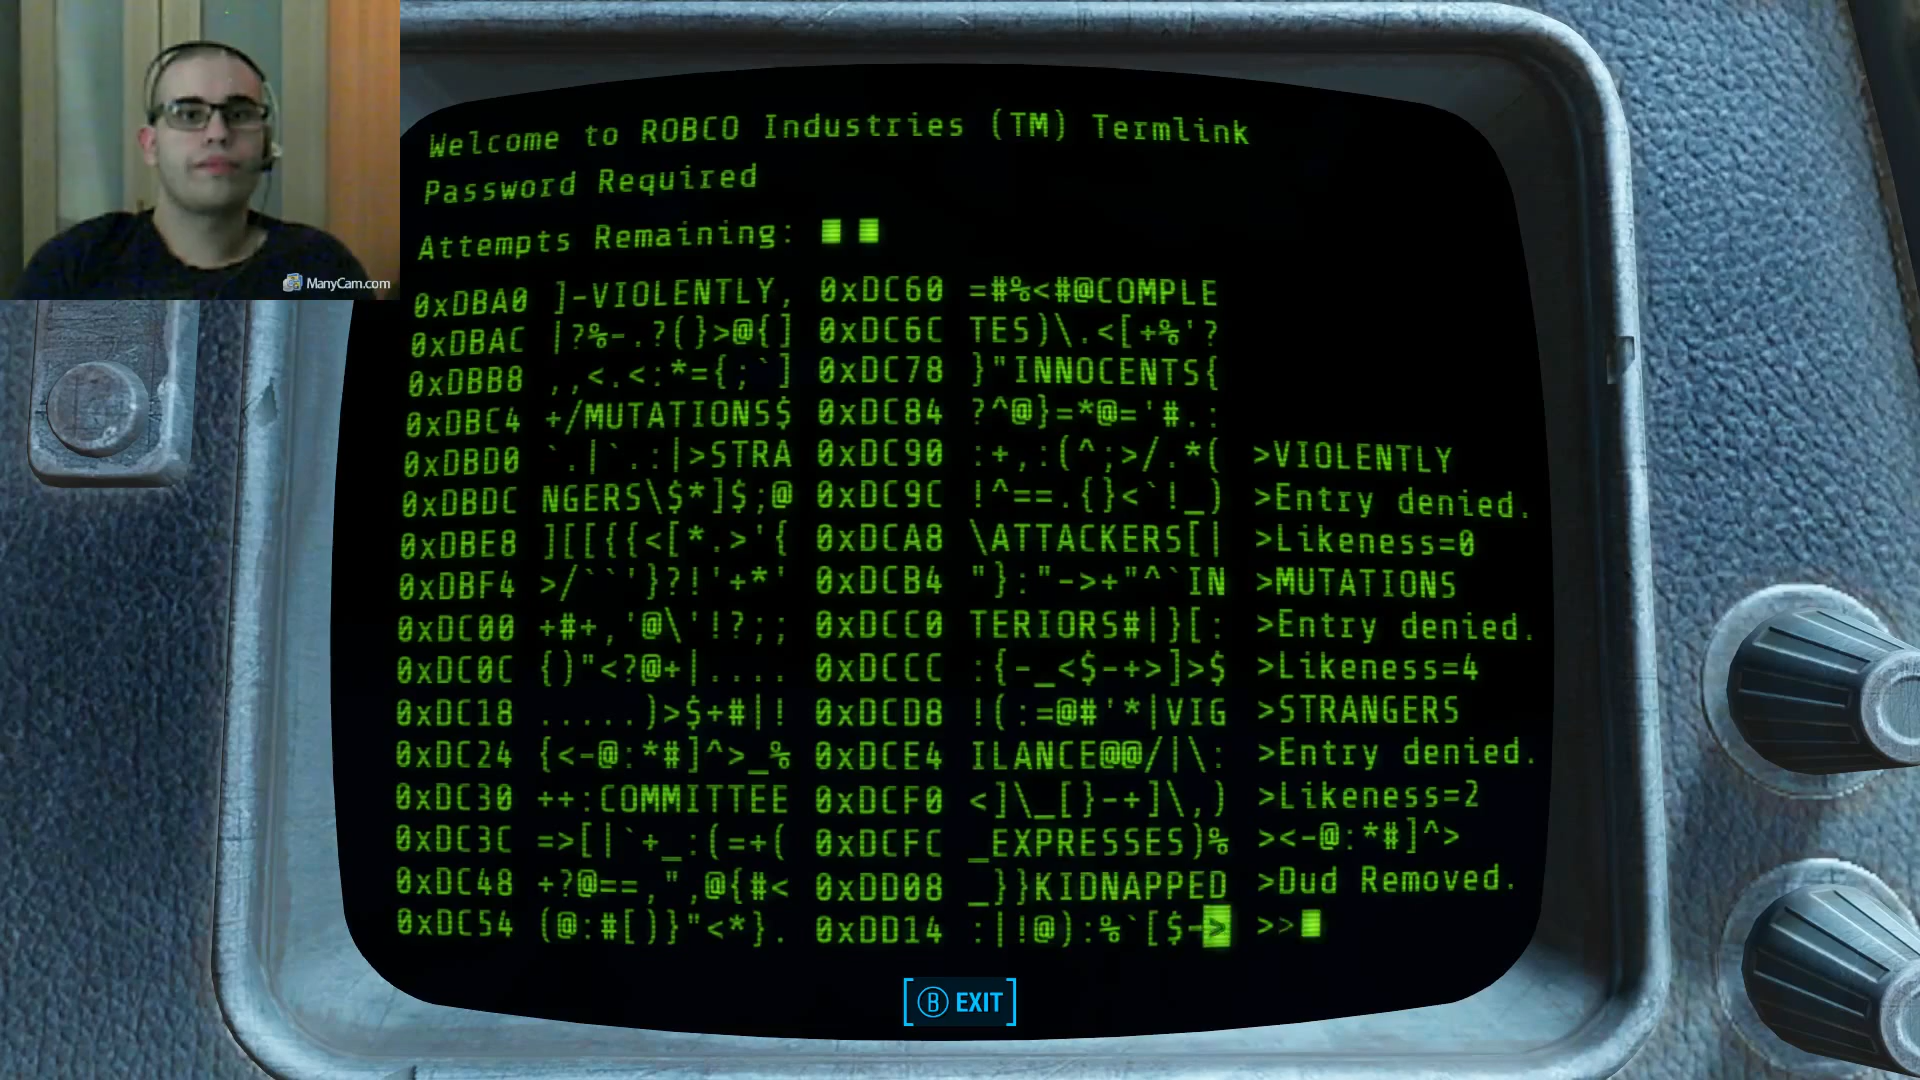 ManyCam.com
Welcome to ROBCO Industries (TM) Termlink
Password Required
Attempts Remaining:
0xDBA0 ]-VIOLENTLY,
0xDBAC |?%-.?(}>@{]
0xDBB8 ,,<.<:*={;`]
0xDBC4 +/MUTATIONS$
0xDBD0 `.|`.:|>STRA
0xDBDC NGERS\$*]$;@
0xDBE8 ][[{{<[*.>'{
0xDBF4 >/``'}?!'+*'
0xDC00 +#+,'@\'!?;;
0xDC0C {)"<?@+|....
0xDC18 .....)>$+#|!
0xDC24 {<-@:*#]^>_%
0xDC30 ++:COMMITTEE
0xDC3C =>[|`+_:(=+(
0xDC48 +?@==,",@{#<
0xDC54 (@:#[)}"<*}.
0xDC60 =#%<#@COMPLE
0xDC6C TES)\.<[+%'?
0xDC78 }"INNOCENTS{
0xDC84 ?^@}=*@='#.:
0xDC90 :+,:(^;>/.*(
0xDC9C !^==.{}<`!_)
0xDCA8 \ATTACKERS[|
0xDCB4 "}:"->+"^`IN
0xDCC0 TERIORS#|}[:
0xDCCC :{-_<$-+>]>$
0xDCD8 !(:=@#'*|VIG
0xDCE4 ILANCE@@/|\:
0xDCF0 <]\_[}-+]\,)
0xDCFC _EXPRESSES)%
0xDD08 _}}KIDNAPPED
0xDD14 :|!@):%`[$->
>VIOLENTLY
>Entry denied.
>Likeness=0
>MUTATIONS
>Entry denied.
>Likeness=4
>STRANGERS
>Entry denied.
>Likeness=2
><-@:*#]^>
>Dud Removed.
>>
B EXIT